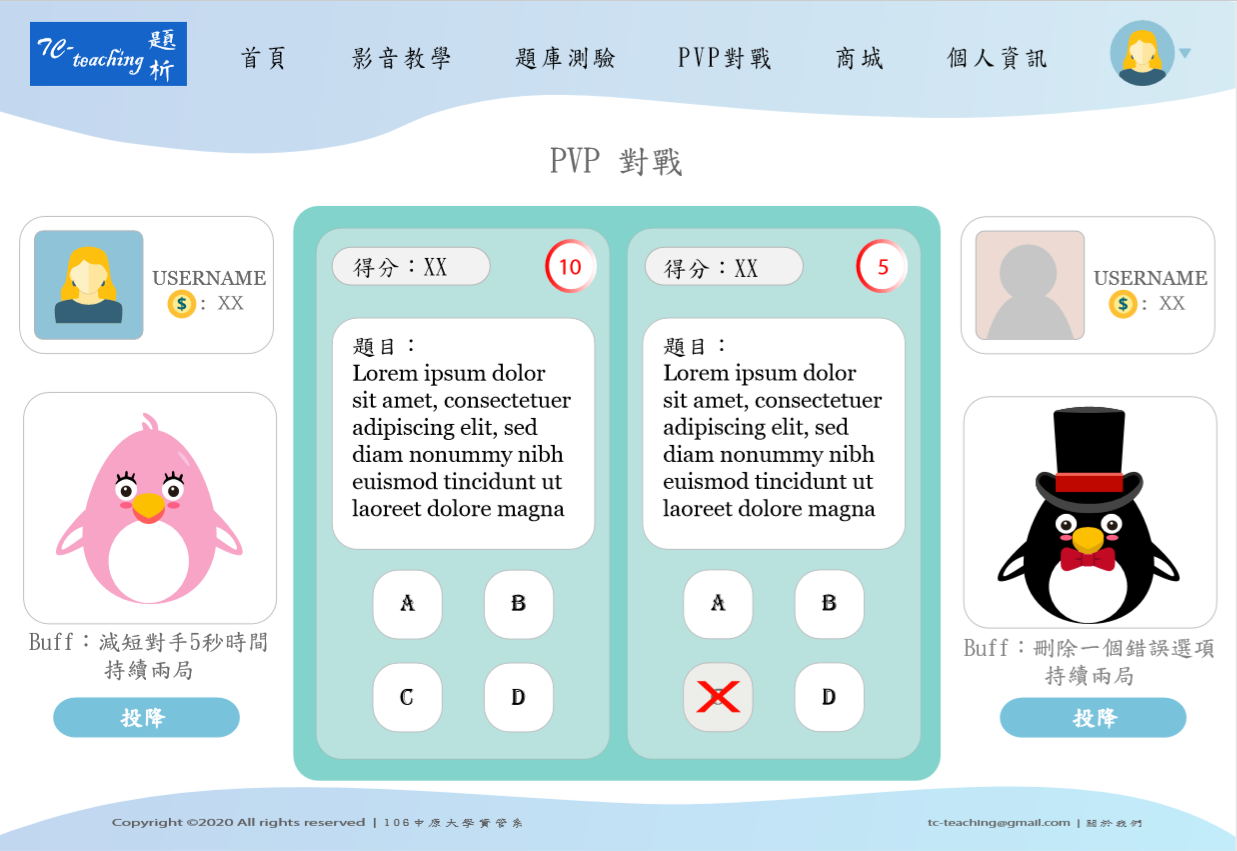 TC-teaching 題析
首頁
影音教學
題庫測驗
PVP對戰
商城
個人資訊
PVP 對戰
USERNAME
$ : XX
Buff：減短對手5秒時間
持續兩局
投降
得分：XX
10
題目：
Lorem ipsum dolor
sit amet, consectetuer
adipiscing elit, sed
diam nonummy nibh
euismod tincidunt ut
laoreet dolore magna
A
B
C
D
得分：XX
5
題目：
Lorem ipsum dolor
sit amet, consectetuer
adipiscing elit, sed
diam nonummy nibh
euismod tincidunt ut
laoreet dolore magna
A
B
D
USERNAME
$ : XX
Buff：刪除一個錯誤選項
持續兩局
投降
Copyright ©2020 All rights reserved | 106中原大學資管系
tc-teaching@gmail.com | 關於我們